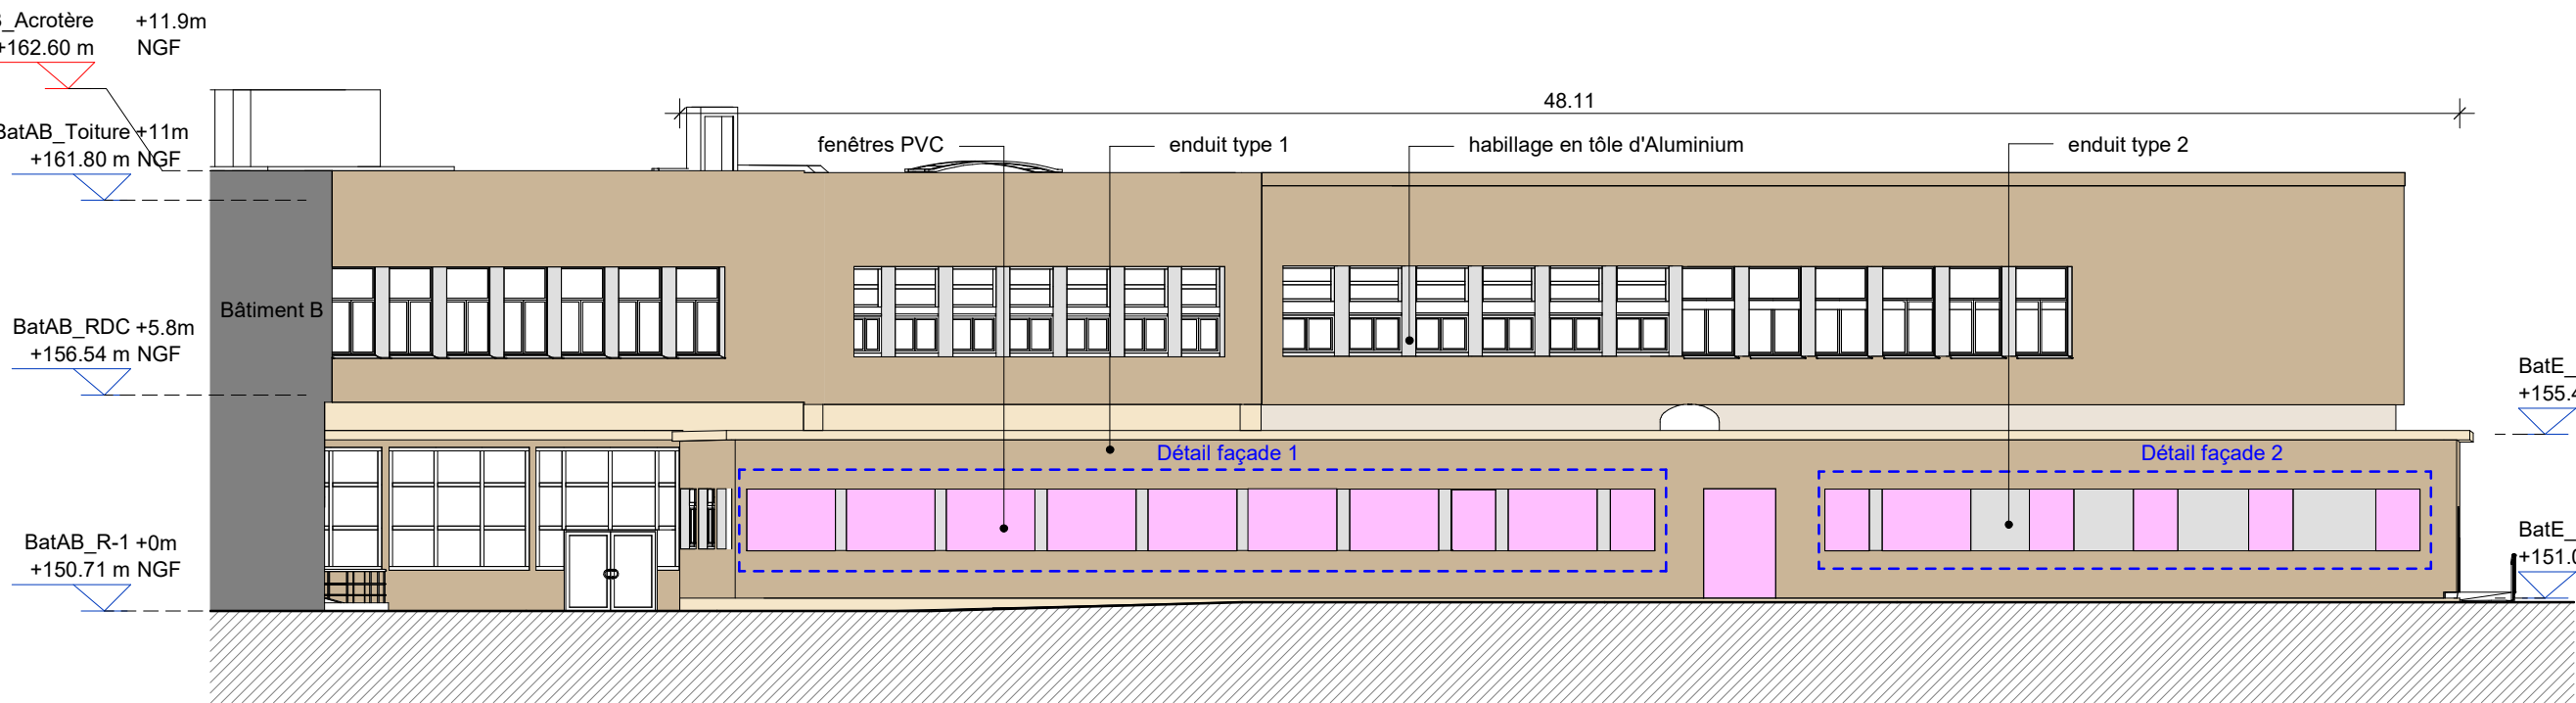 _Acrotère +11.9m
+162.60 m NGF
48.11
BatAB_Toiture +11m
+161.80 m NGF
fenêtres PVC
enduit type 1
habillage en tôle d'Aluminium
enduit type 2
Bâtiment B
BatAB_RDC +5.8m
+156.54 m NGF
BatE_
+155.4
Détail façade 1
Détail façade 2
BatAB_R-1 +0m
+150.71 m NGF
BatE_
+151.0